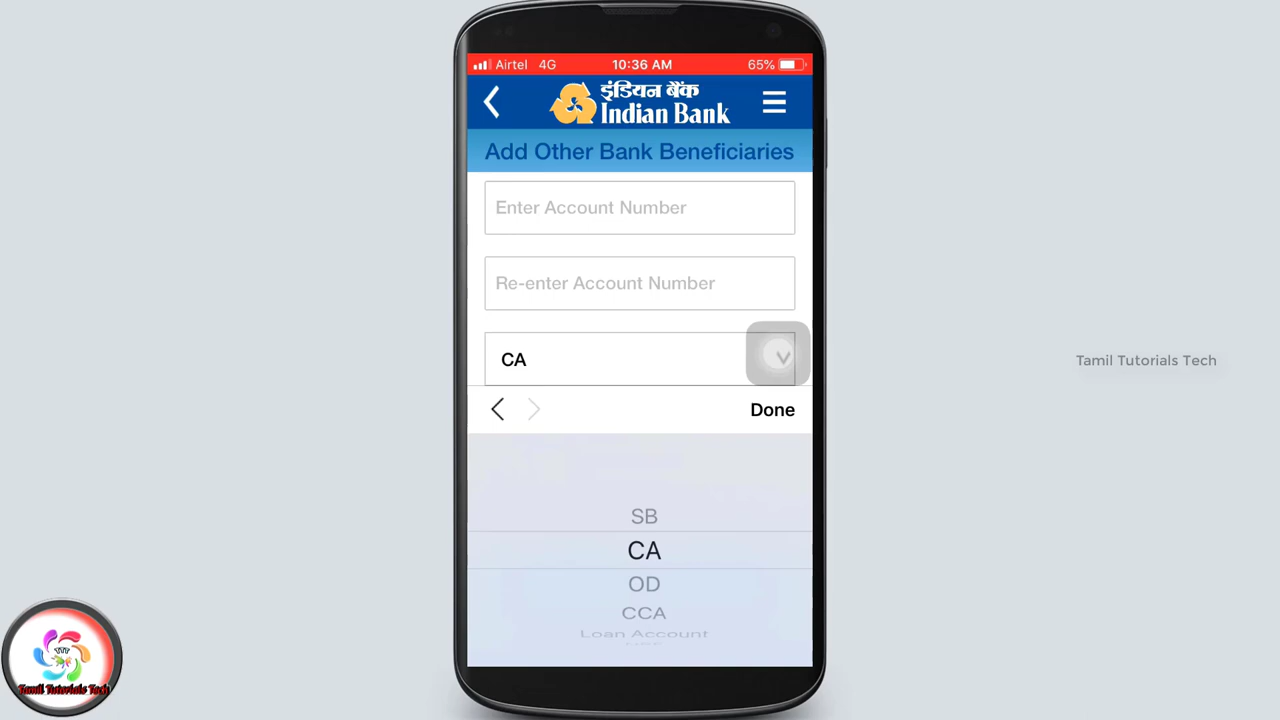 Airtel 4G 10:36 AM 65%
इंडियन बैंक
Indian Bank
Add Other Bank Beneficiaries
Enter Account Number
Re-enter Account Number
CA
Done
SB
CA
OD
CCA
Loan Account
Tamil Tutorials Tech
TTT
Tamil Tutorials Tech